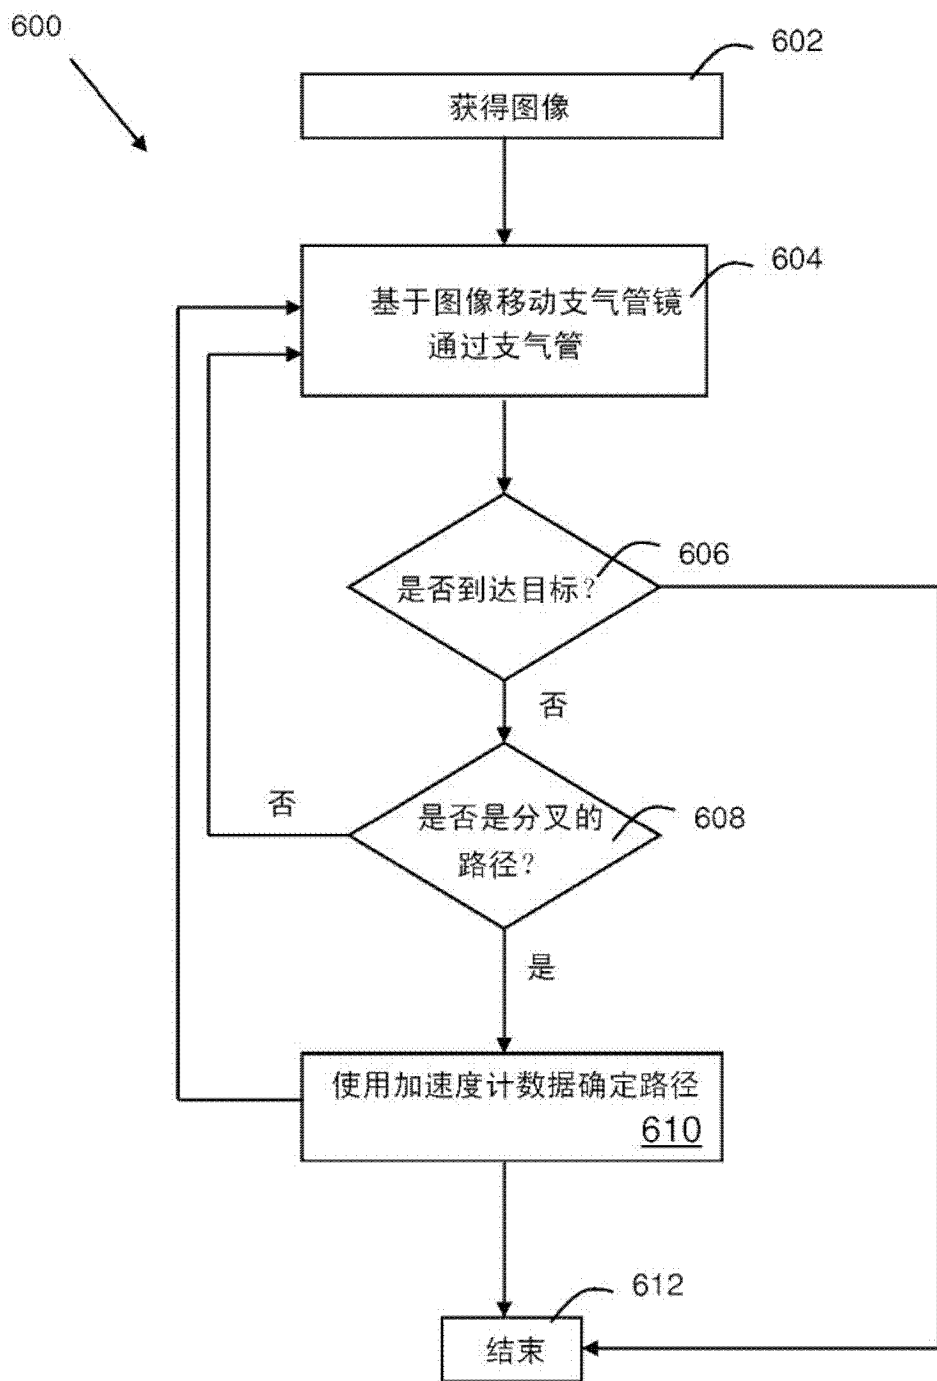 600
602
获得图像
604
基于图像移动支气管镜
通过支气管
606
是否到达目标？
否
否
是否是分叉的
路径？
608
是
使用加速度计数据确定路径
610
612
结束